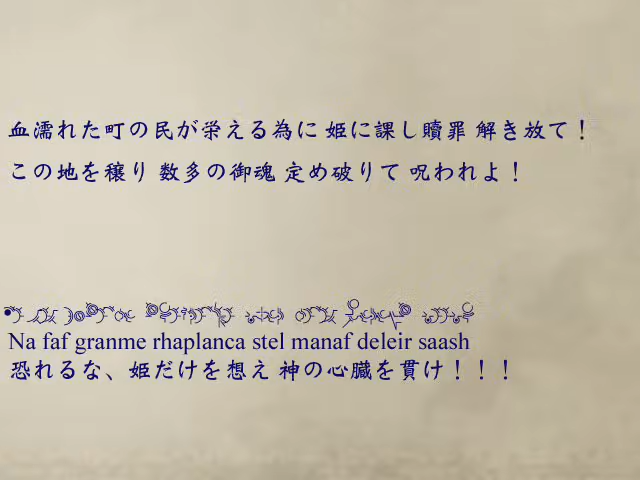 血濡れた町の民が栄える為に 姫に課し贖罪 解き放て！
この地を穣り 数多の御魂 定め破りて 呪われよ！
Na faf granme rhaplanca stel manaf deleir saash
恐れるな、姫だけを想え 神の心臓を貫け！！！